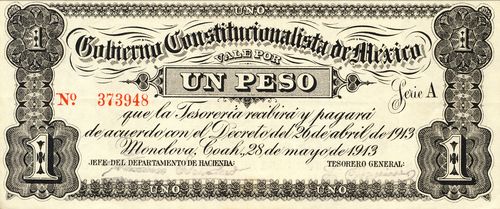 UNO
1 Gobierno Constitucionalista de México 1
VALE POR
UN PESO
Nº 373948 Serie A
que la Tesorería recibirá y pagará
de acuerdo con el Decreto del 26 de abril de 1913
Monclova, Coah., 28 de mayo de 1913
JEFE DEL DEPARTAMENTO DE HACIENDA: TESORERO GENERAL:
1 1
UNO UNO